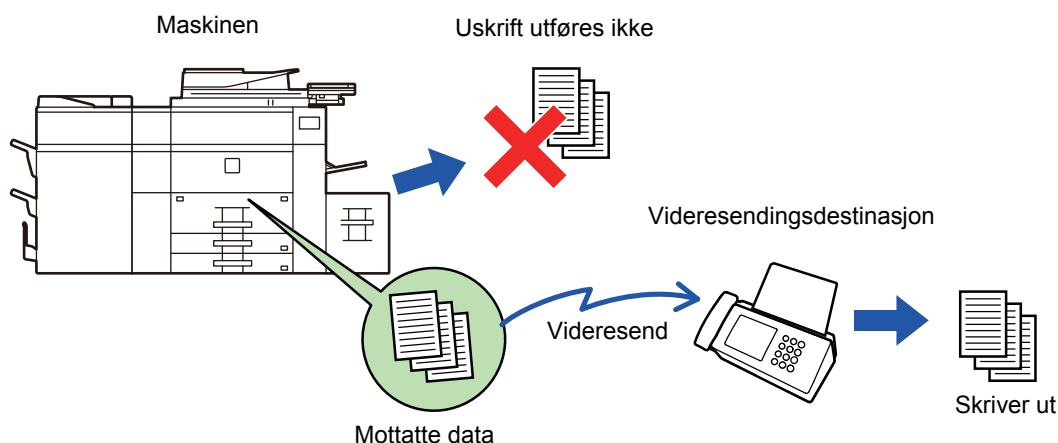 Maskinen
Uskrift utføres ikke
Videresendingsdestinasjon
Videresend
Skriver ut
Mottatte data